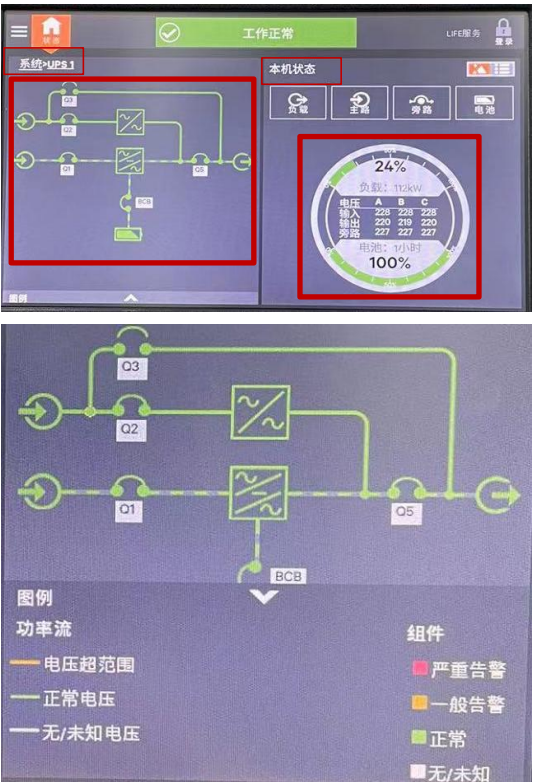 状态
工作正常
LIFE服务
登录
系统>UPS 1
本机状态
负载
主路
旁路
电池
Q3
Q2
Q1
Q5
BCB
24%
负载：112kW
电压 A B C
输入 228 228 228
输出 220 219 220
旁路 227 227 227
电池：1小时
100%
图例
Q3
Q2
Q1
Q5
BCB
图例
功率流
组件
电压超范围
严重告警
正常电压
一般告警
无/未知电压
正常
无/未知